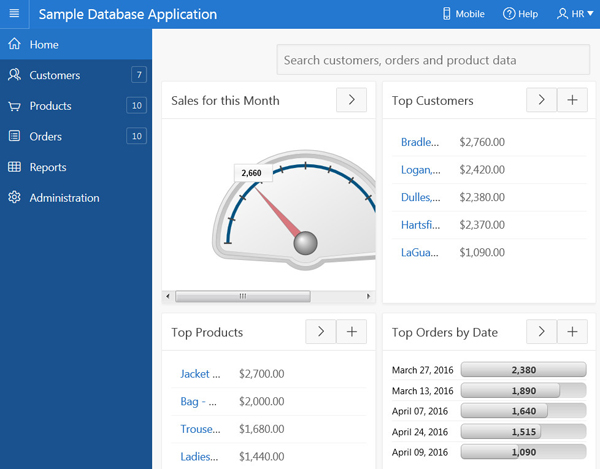 Sample Database Application
Mobile
Help
HR
Home
Customers 7
Products 10
Orders 10
Reports
Administration
Search customers, orders and product data
Sales for this Month
2,660
Top Customers
Bradle... $2,760.00
Logan,... $2,420.00
Dulles,... $2,380.00
Hartsfi... $2,370.00
LaGua... $1,090.00
Top Products
Jacket ... $2,700.00
Bag - ... $2,000.00
Trouse... $1,680.00
Ladies... $1,440.00
Top Orders by Date
March 27, 2016 2,380
March 13, 2016 1,890
April 07, 2016 1,640
April 24, 2016 1,515
April 09, 2016 1,090